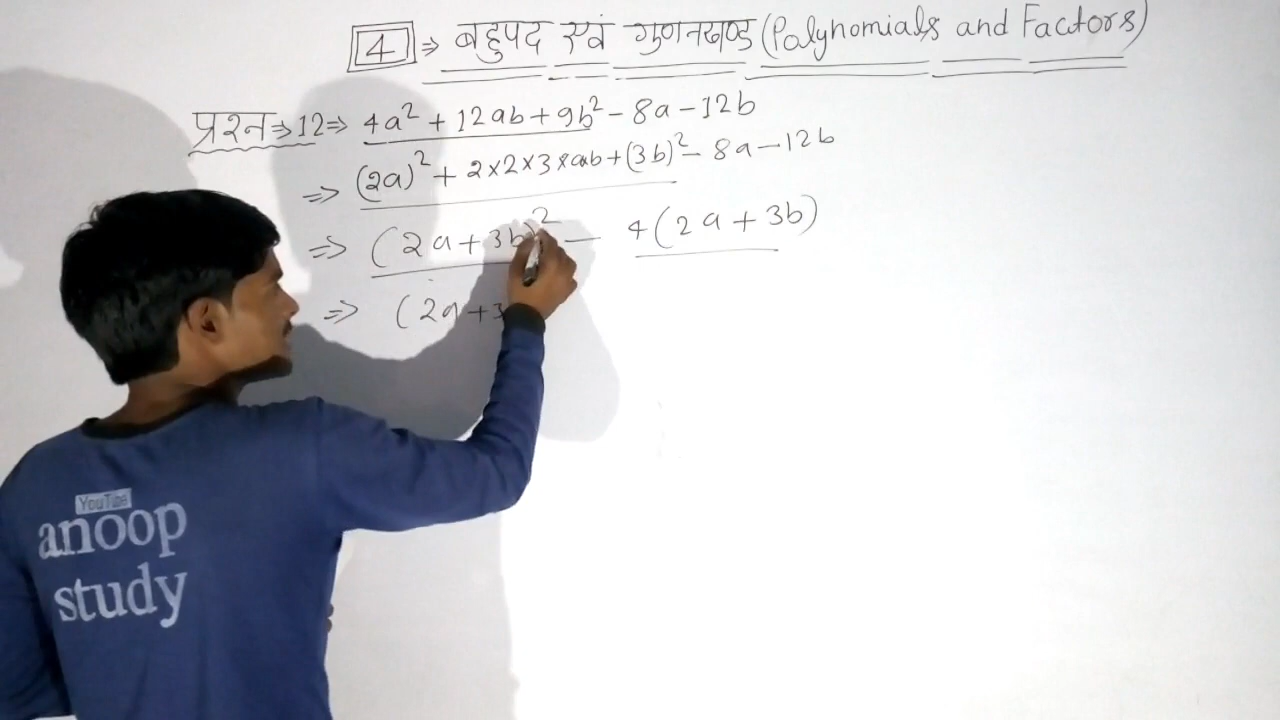 4 ⇒ बहुपद एवं गुणनखण्ड (Polynomials and Factors)
प्रश्न ⇒ 12 ⇒ 4a² + 12ab + 9b² - 8a - 12b
⇒ (2a)² + 2×2×3×ab + (3b)² - 8a - 12b
⇒ (2a + 3b)² - 4(2a + 3b)
⇒ (2a + 3
YouTube
anoop
study